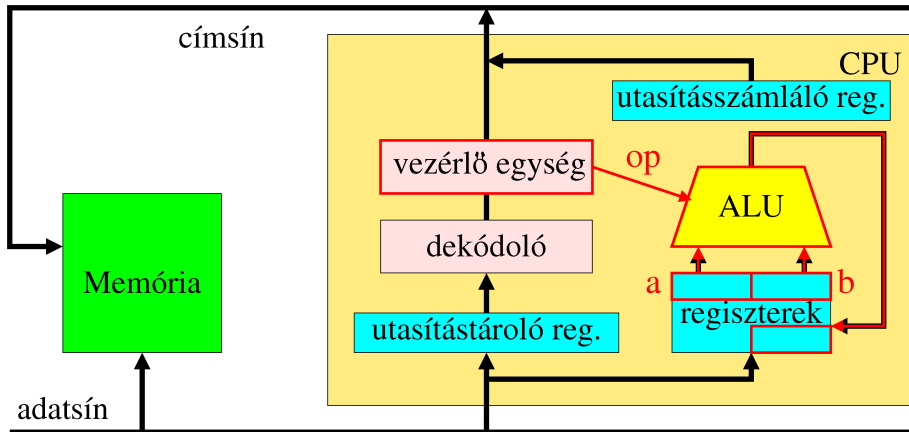 címsín
CPU
utasításszámláló reg.
vezérlő egység
op
ALU
dekódoló
Memória
a
b
regiszterek
utasítástároló reg.
adatsín